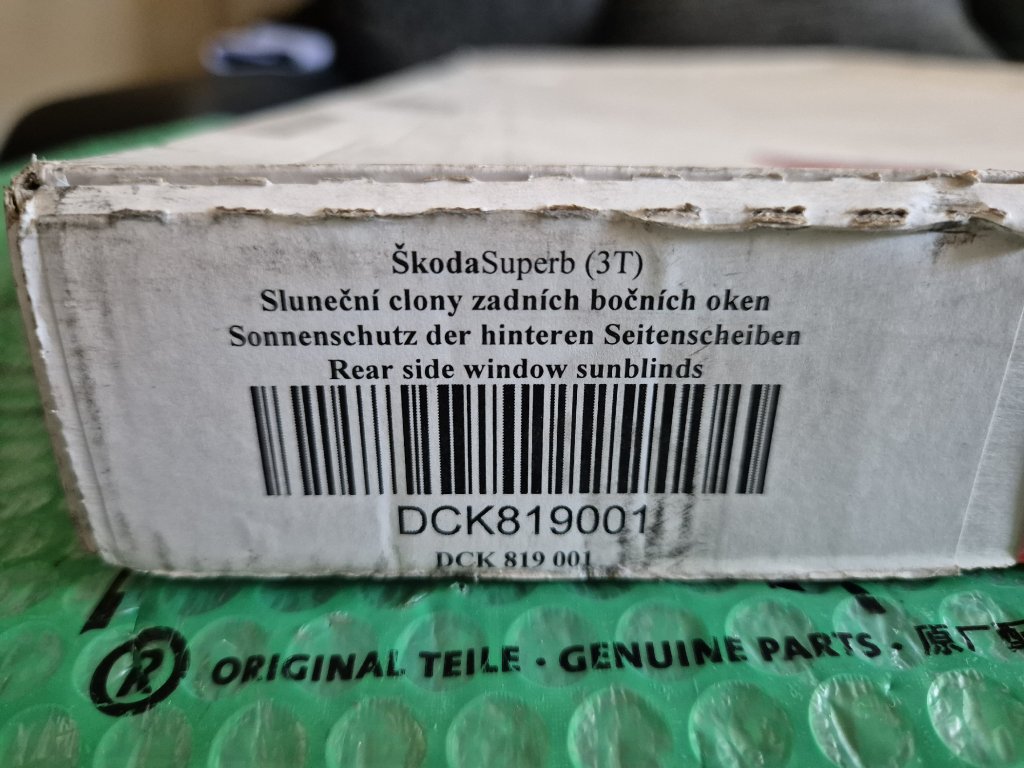 ŠkodaSuperb (3T)
Sluneční clony zadních bočních oken
Sonnenschutz der hinteren Seitenscheiben
Rear side window sunblinds
DCK819001
DCK 819 001
® ORIGINAL TEILE · GENUINE PARTS · 原厂